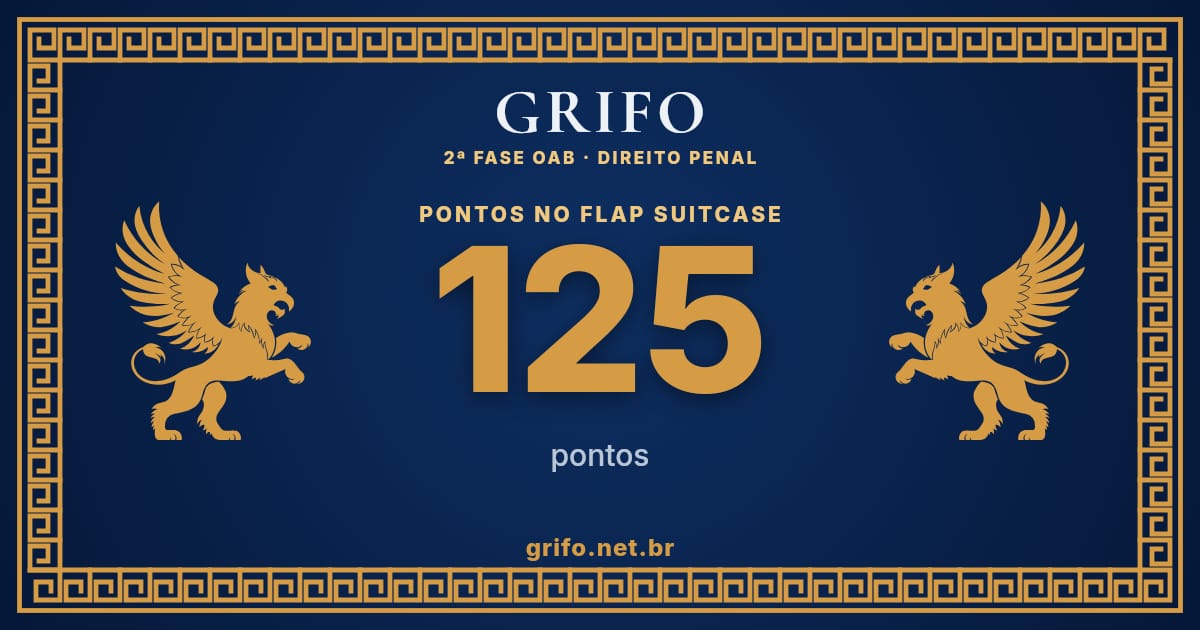 GRIFO
2ª FASE OAB · DIREITO PENAL
PONTOS NO FLAP SUITCASE
125
pontos
grifo.net.br